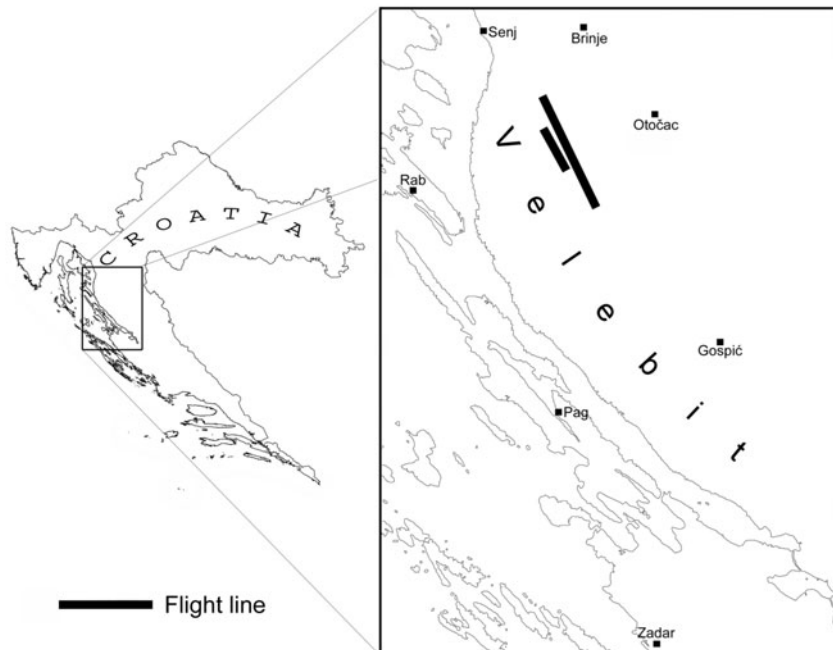 CROATIA
Flight line
Senj
Brinje
Otočac
Rab
Velebit
Gospić
Pag
Zadar